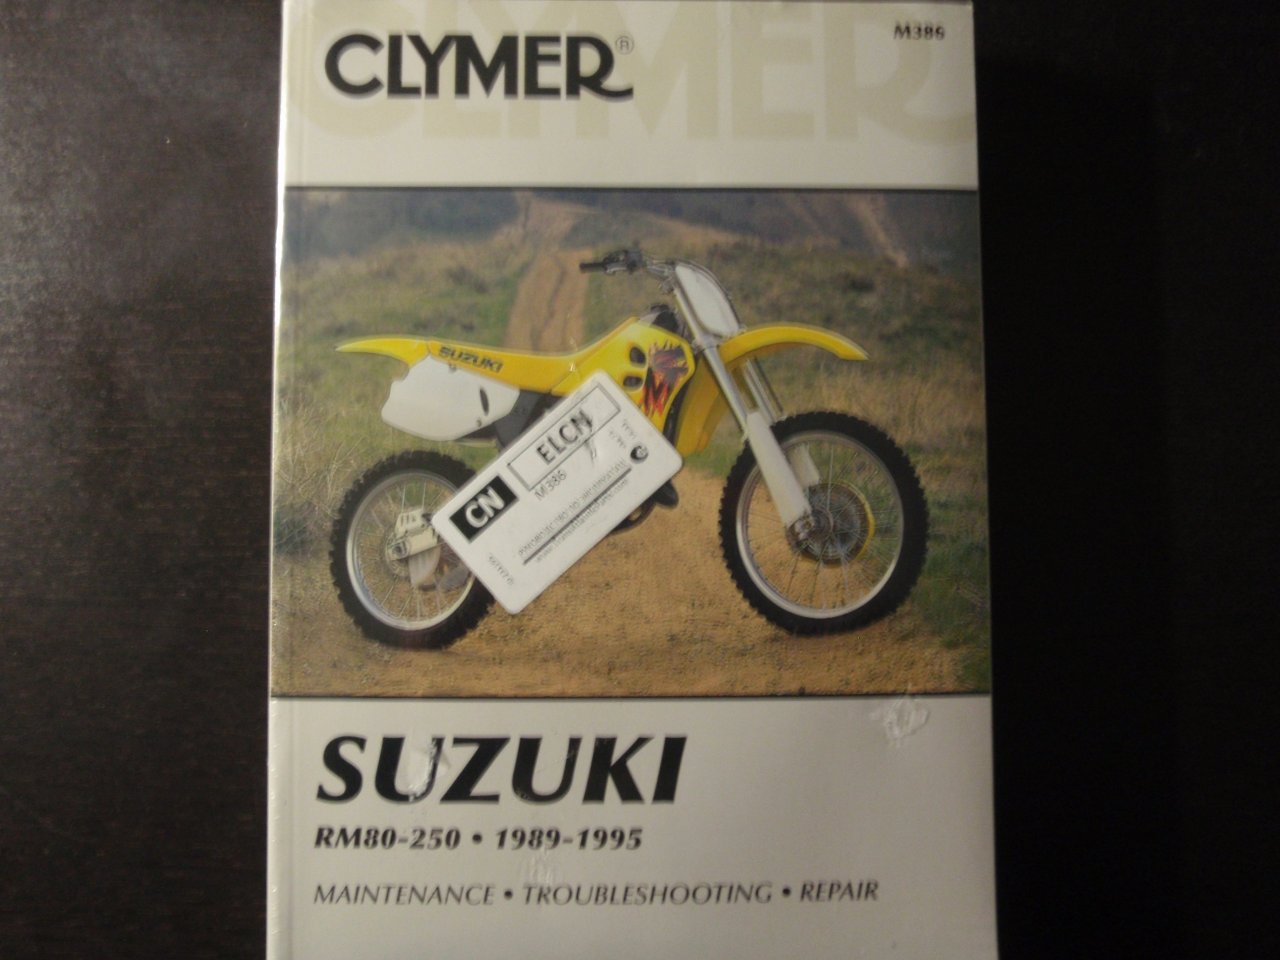 CLYMER®
M386
SUZUKI
ELCN
CN
M386
SUZUKI
RM80-250 • 1989-1995
MAINTENANCE • TROUBLESHOOTING • REPAIR